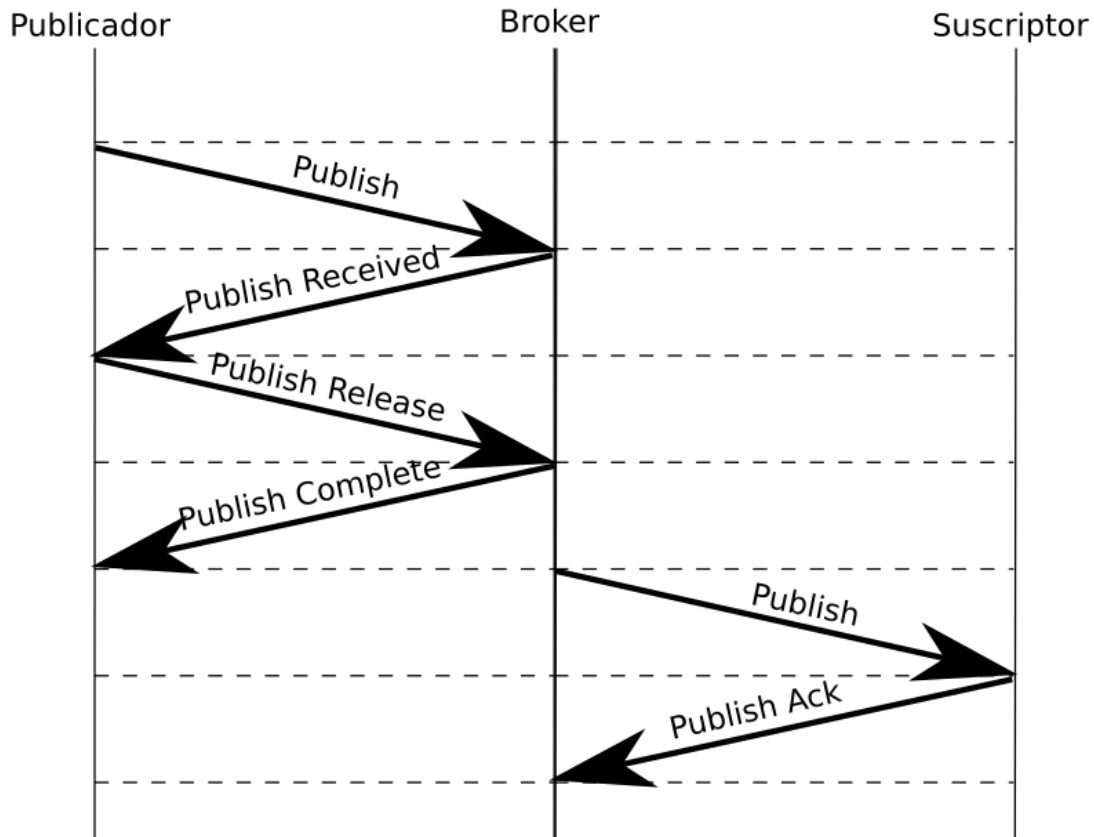 Publicador
Broker
Suscriptor
Publish
Publish Received
Publish Release
Publish Complete
Publish
Publish Ack